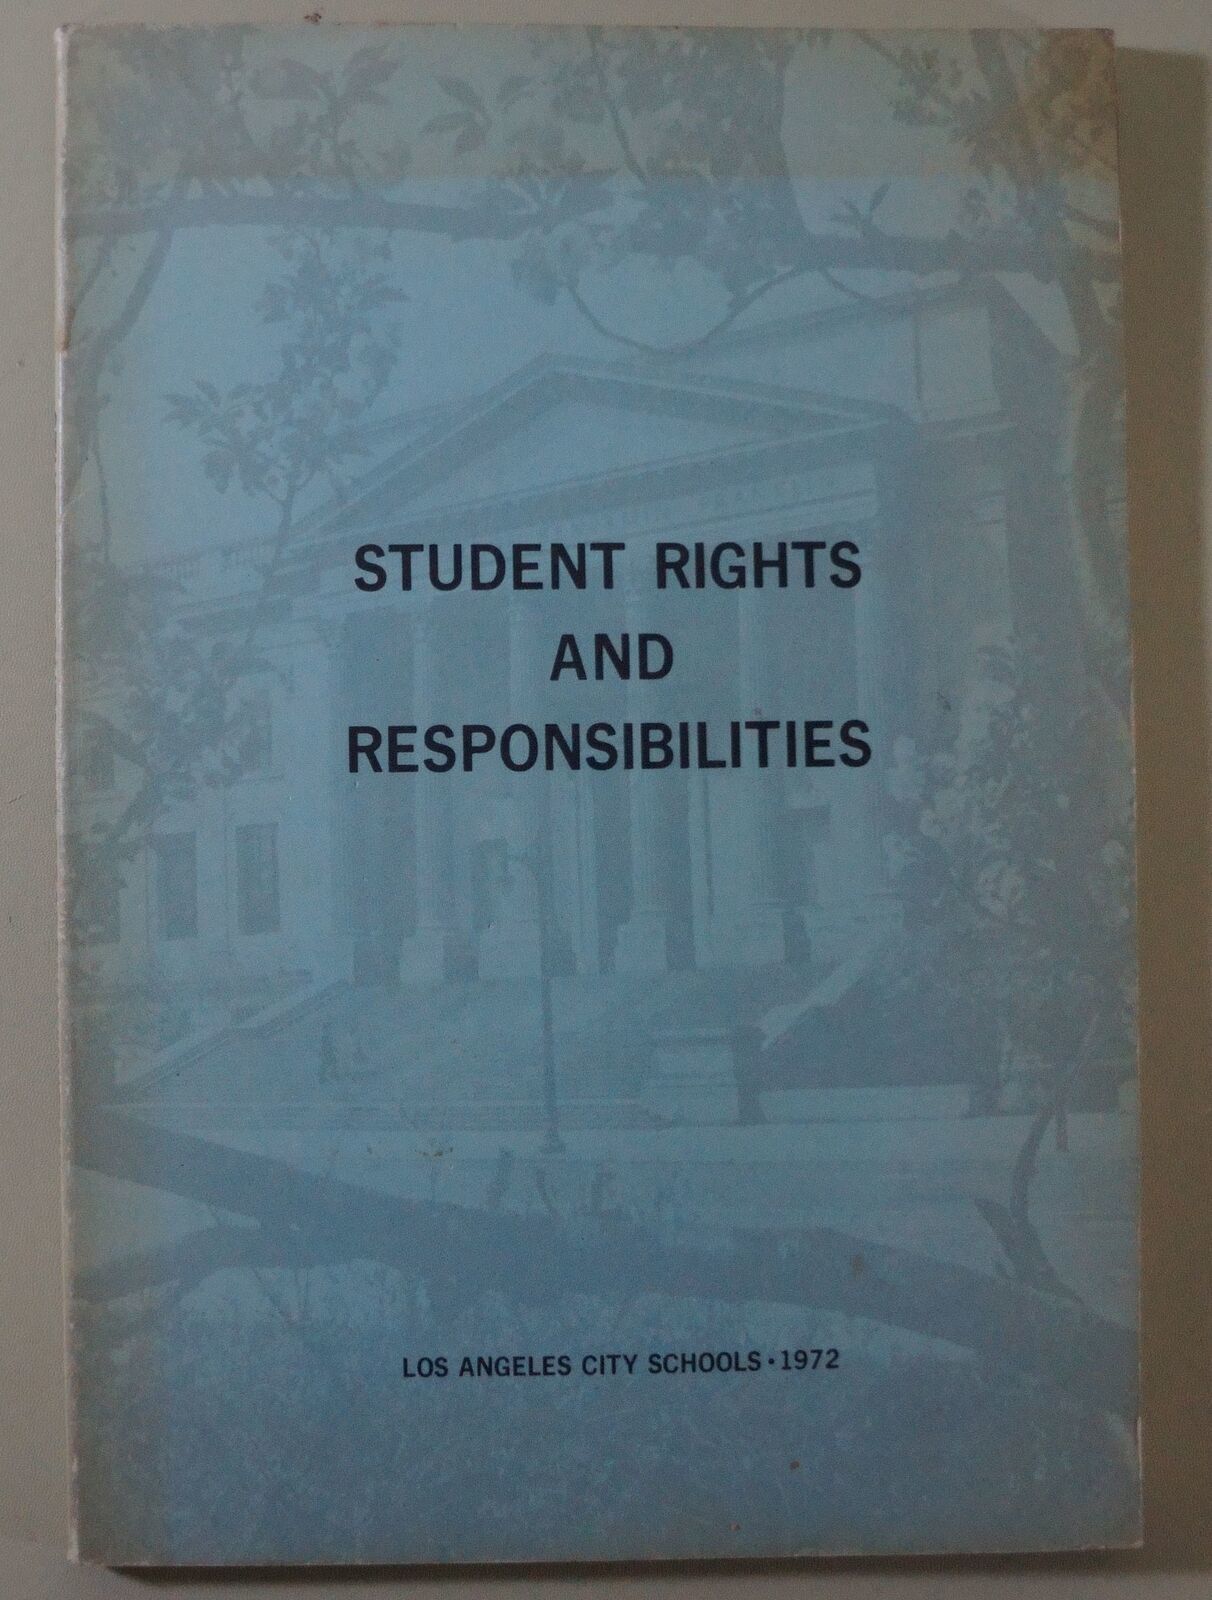 STUDENT RIGHTS
AND
RESPONSIBILITIES
LOS ANGELES CITY SCHOOLS • 1972